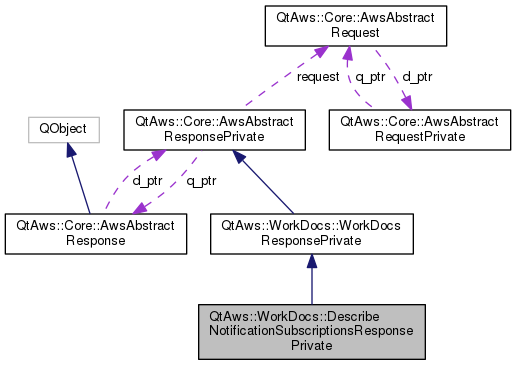 QtAws::Core::AwsAbstract
Request
request
q_ptr
d_ptr
QObject
QtAws::Core::AwsAbstract
ResponsePrivate
QtAws::Core::AwsAbstract
RequestPrivate
d_ptr
q_ptr
QtAws::Core::AwsAbstract
Response
QtAws::WorkDocs::WorkDocs
ResponsePrivate
QtAws::WorkDocs::Describe
NotificationSubscriptionsResponse
Private